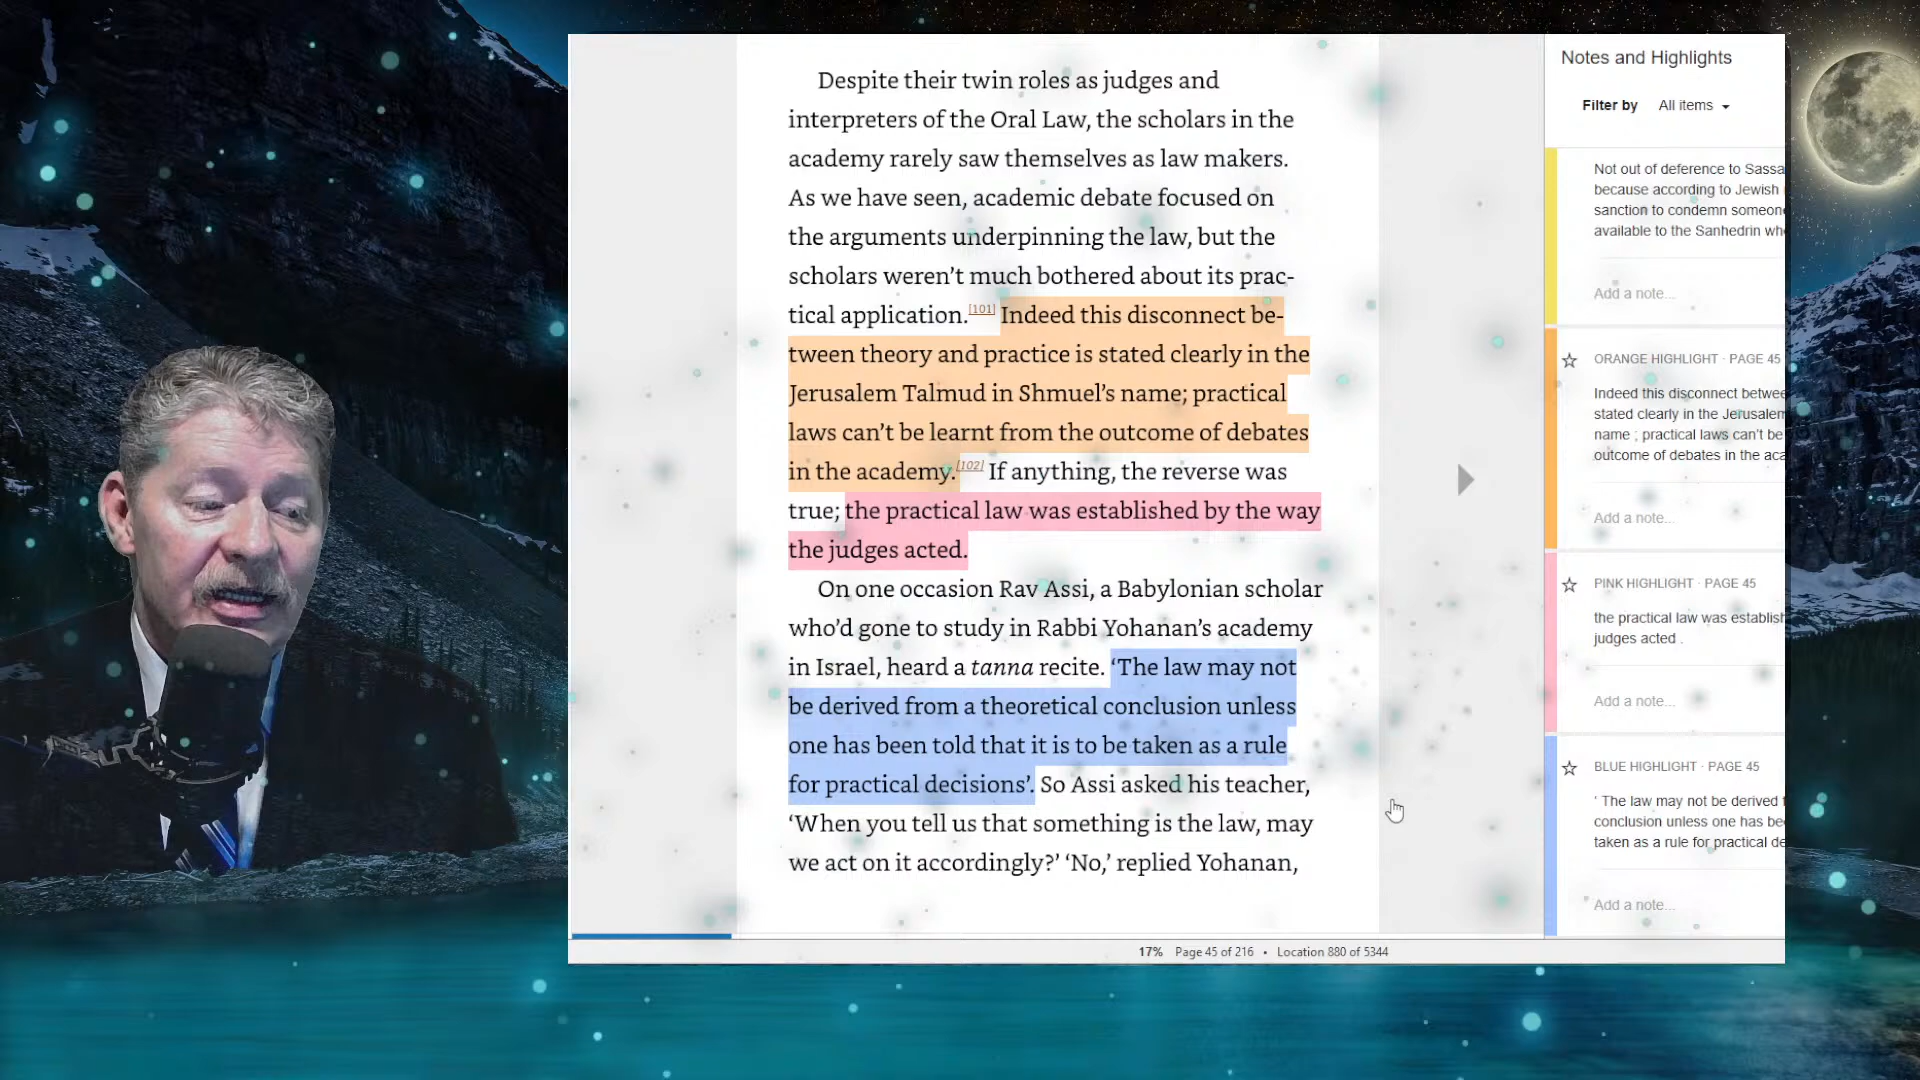 Despite their twin roles as judges and
interpreters of the Oral Law, the scholars in the
academy rarely saw themselves as law makers.
As we have seen, academic debate focused on
the arguments underpinning the law, but the
scholars weren't much bothered about its prac-
tical application.[101] Indeed this disconnect be-
tween theory and practice is stated clearly in the
Jerusalem Talmud in Shmuel's name; practical
laws can't be learnt from the outcome of debates
in the academy.[102] If anything, the reverse was
true; the practical law was established by the way
the judges acted.
On one occasion Rav Assi, a Babylonian scholar
who'd gone to study in Rabbi Yohanan's academy
in Israel, heard a tanna recite. 'The law may not
be derived from a theoretical conclusion unless
one has been told that it is to be taken as a rule
for practical decisions'. So Assi asked his teacher,
'When you tell us that something is the law, may
we act on it accordingly?' 'No,' replied Yohanan,
17% Page 45 of 216 • Location 880 of 5344
Notes and Highlights
Filter by All items
Not out of deference to Sassa
because according to Jewish
sanction to condemn someone
available to the Sanhedrin wh
Add a note...
ORANGE HIGHLIGHT · PAGE 45
Indeed this disconnect betwee
stated clearly in the Jerusalem
name ; practical laws can't be
outcome of debates in the aca
Add a note...
PINK HIGHLIGHT · PAGE 45
the practical law was establish
judges acted .
Add a note...
BLUE HIGHLIGHT · PAGE 45
' The law may not be derived f
conclusion unless one has bee
taken as a rule for practical de
Add a note...